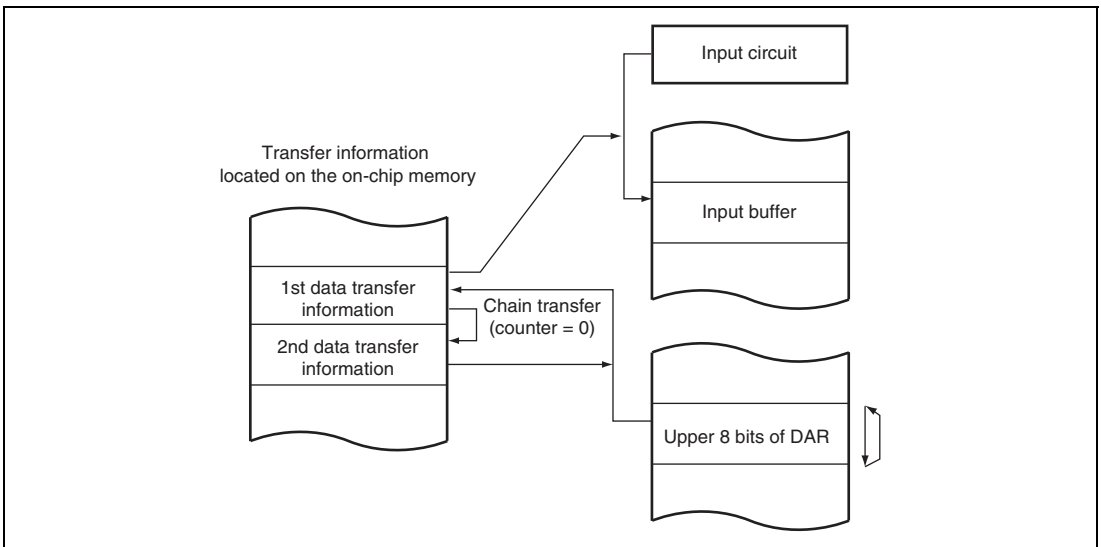 Input circuit
Transfer information
located on the on-chip memory
Input buffer
1st data transfer
information
Chain transfer
(counter = 0)
2nd data transfer
information
Upper 8 bits of DAR